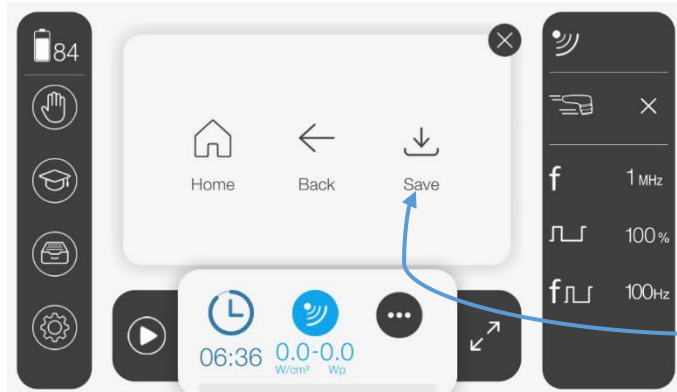 84
Home
Back
Save
06:36
0.0-0.0
W/cm² Wp
f
1 MHz
100 %
f
100Hz